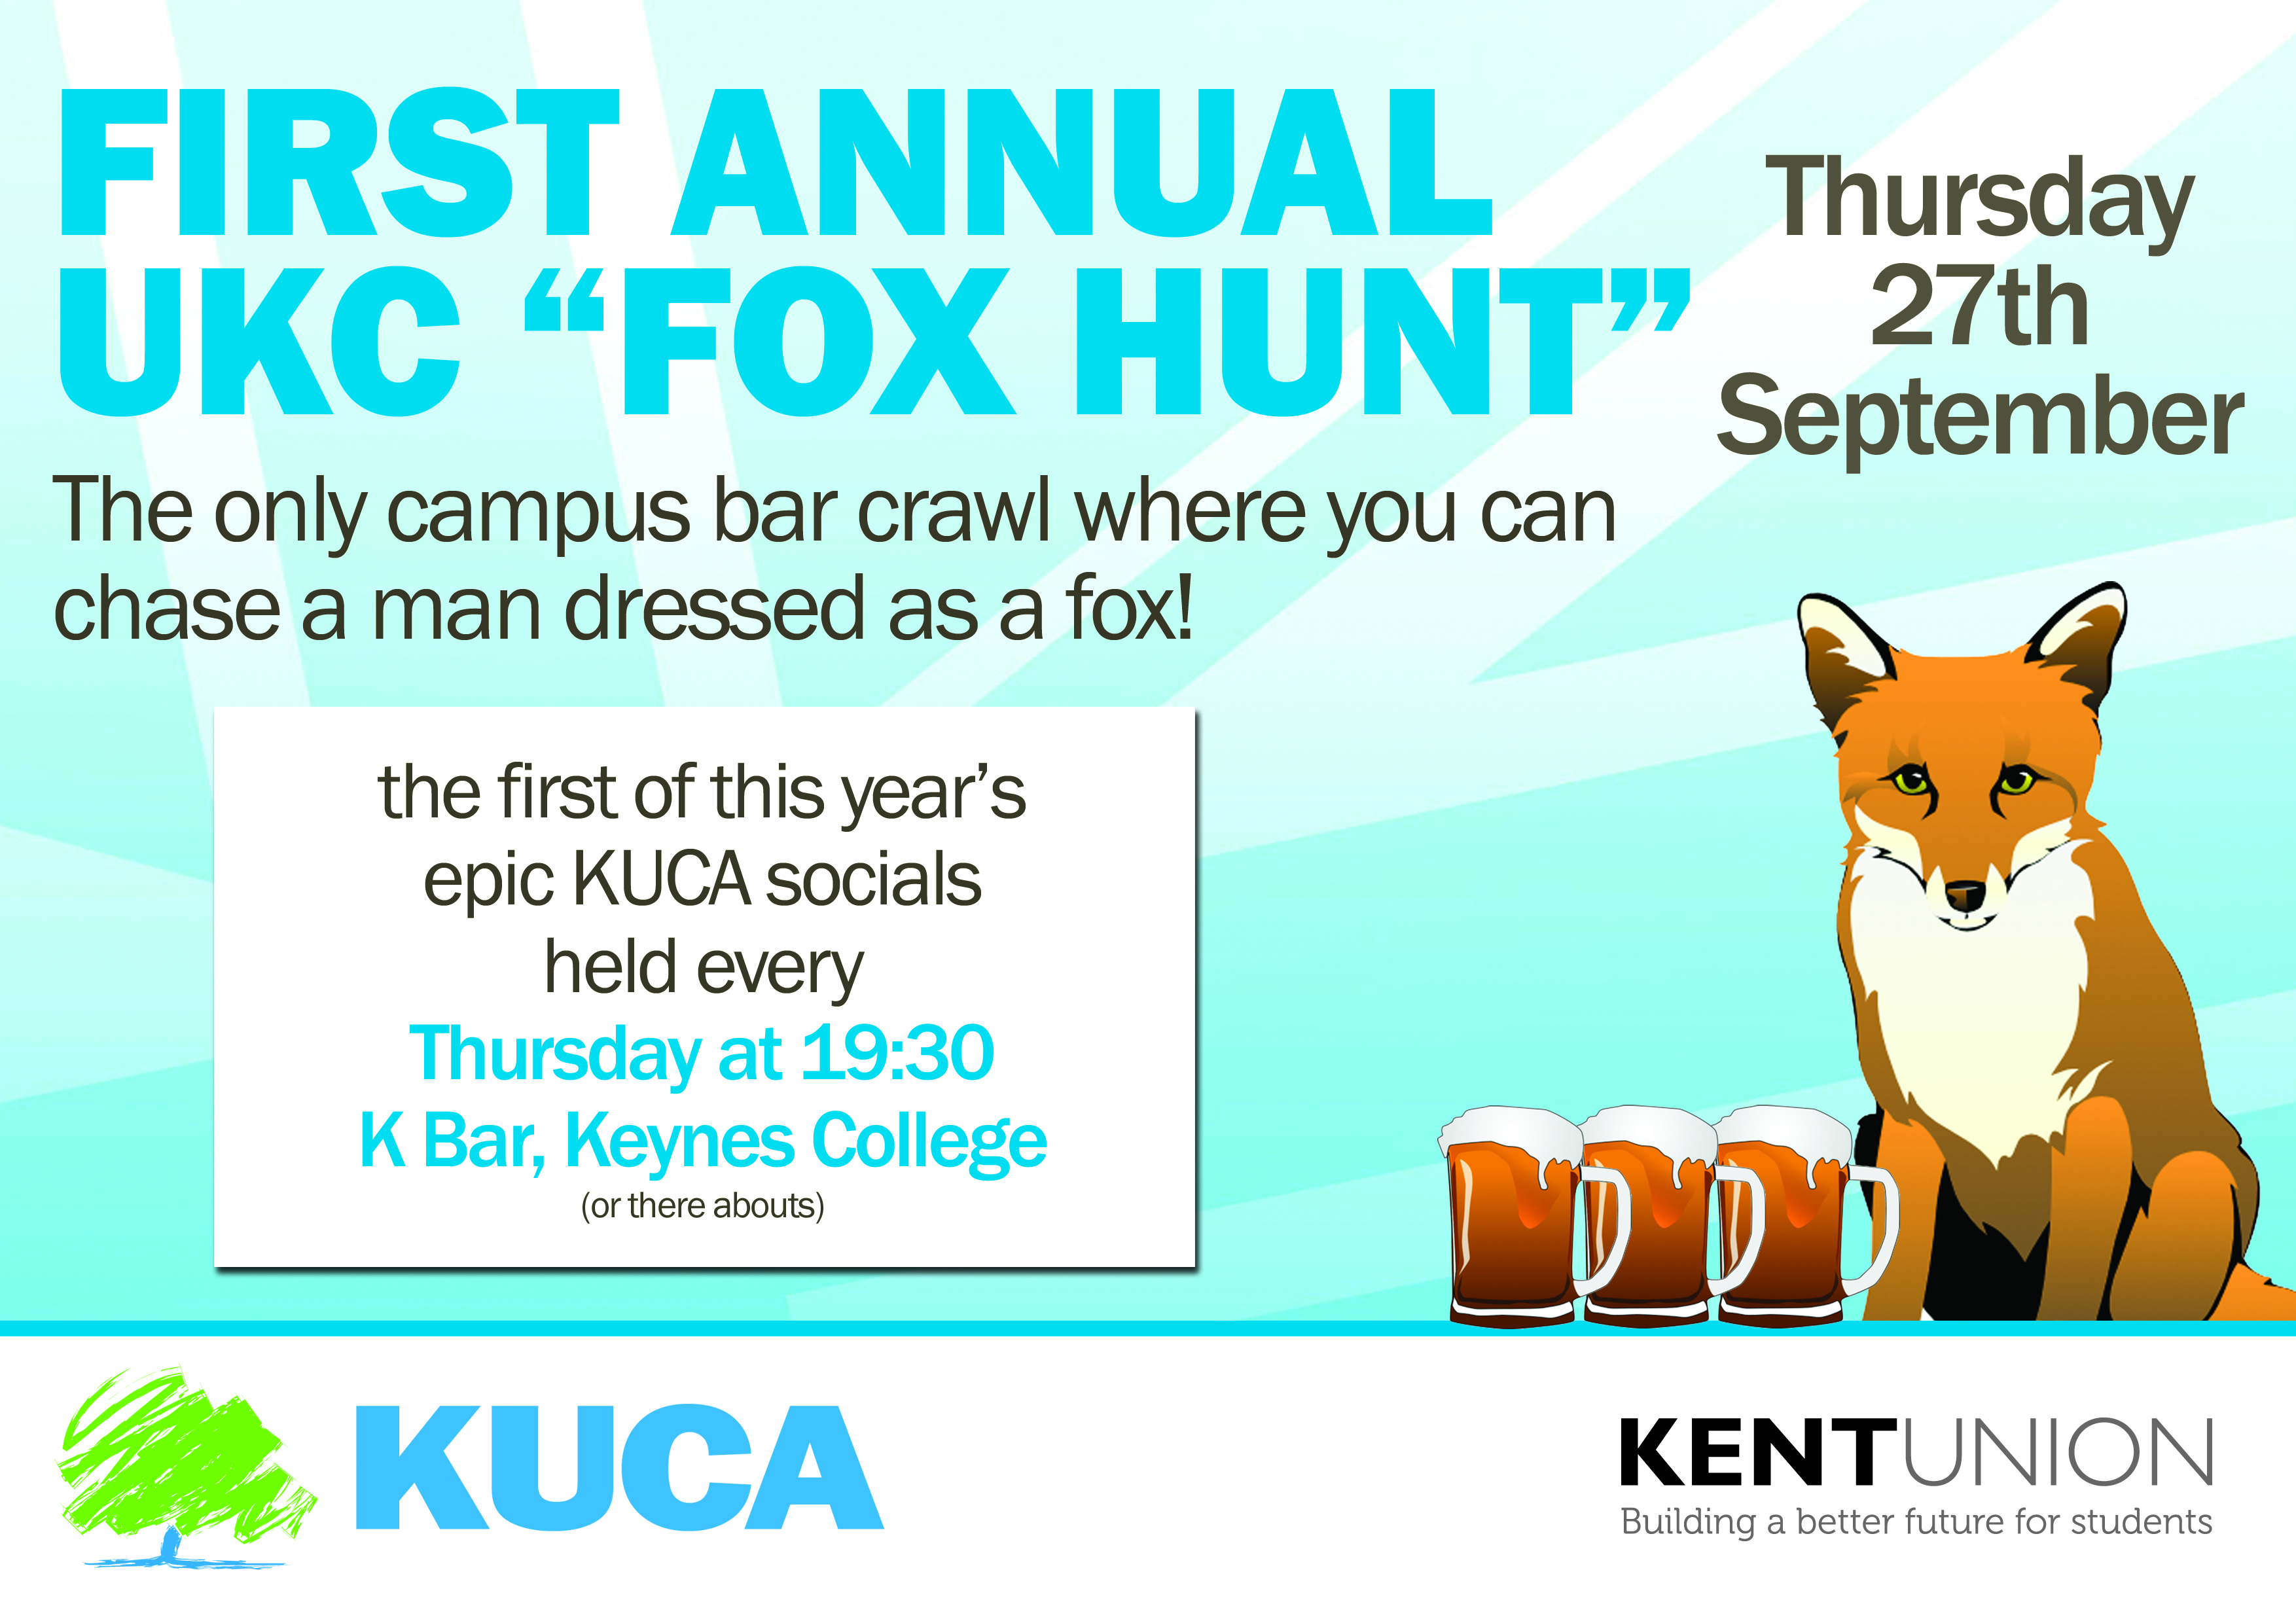 FIRST ANNUAL
UKC “FOX HUNT”
Thursday
27th
September
The only campus bar crawl where you can
chase a man dressed as a fox!
the first of this year’s
epic KUCA socials
held every
Thursday at 19:30
K Bar, Keynes College
(or there abouts)
KUCA
KENTUNION
Building a better future for students